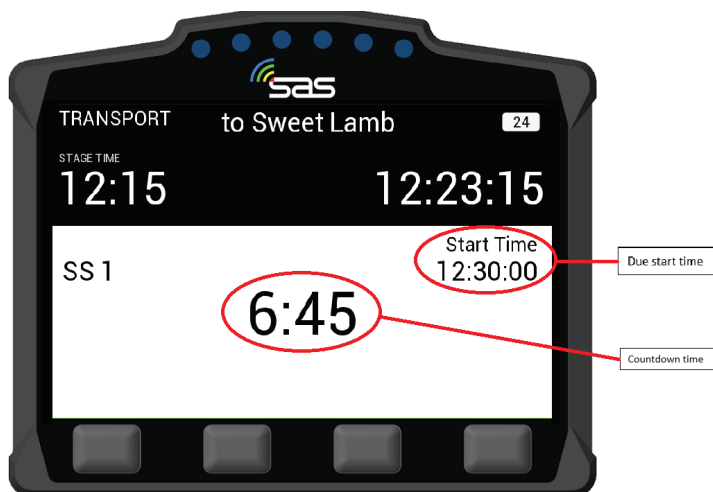 sas
TRANSPORT to Sweet Lamb 24
STAGE TIME
12:15 12:23:15
Start Time
SS 1 12:30:00
6:45
Due start time
Countdown time